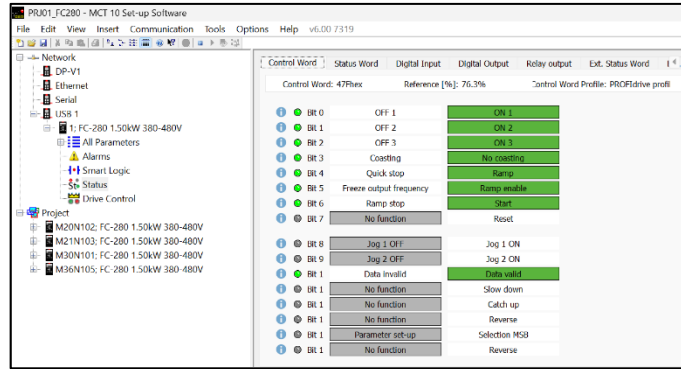 PRJ01_FC280 - MCT 10 Set-up Software
File Edit View Insert Communication Tools Options Help v6.00 7319
Network
DP-V1
Ethernet
Serial
USB 1
1; FC-280 1.50kW 380-480V
All Parameters
Alarms
Smart Logic
Status
Drive Control
Project
M20N102; FC-280 1.50kW 380-480V
M21N103; FC-280 1.50kW 380-480V
M30N101; FC-280 1.50kW 380-480V
M36N105; FC-280 1.50kW 380-480V
Control Word Status Word Digital Input Digital Output Relay output Ext. Status Word
Control Word: 47Fhex Reference [%]: 76.3% Control Word Profile: PROFIdrive profil
Bit 0 OFF 1 ON 1
Bit 1 OFF 2 ON 2
Bit 2 OFF 3 ON 3
Bit 3 Coasting No coasting
Bit 4 Quick stop Ramp
Bit 5 Freeze output frequency Ramp enable
Bit 6 Ramp stop Start
Bit 7 No function Reset
Bit 8 Jog 1 OFF Jog 1 ON
Bit 9 Jog 2 OFF Jog 2 ON
Bit 1 Data invalid Data valid
Bit 1 No function Slow down
Bit 1 No function Catch up
Bit 1 No function Reverse
Bit 1 Parameter set-up Selection MSB
Bit 1 No function Reverse